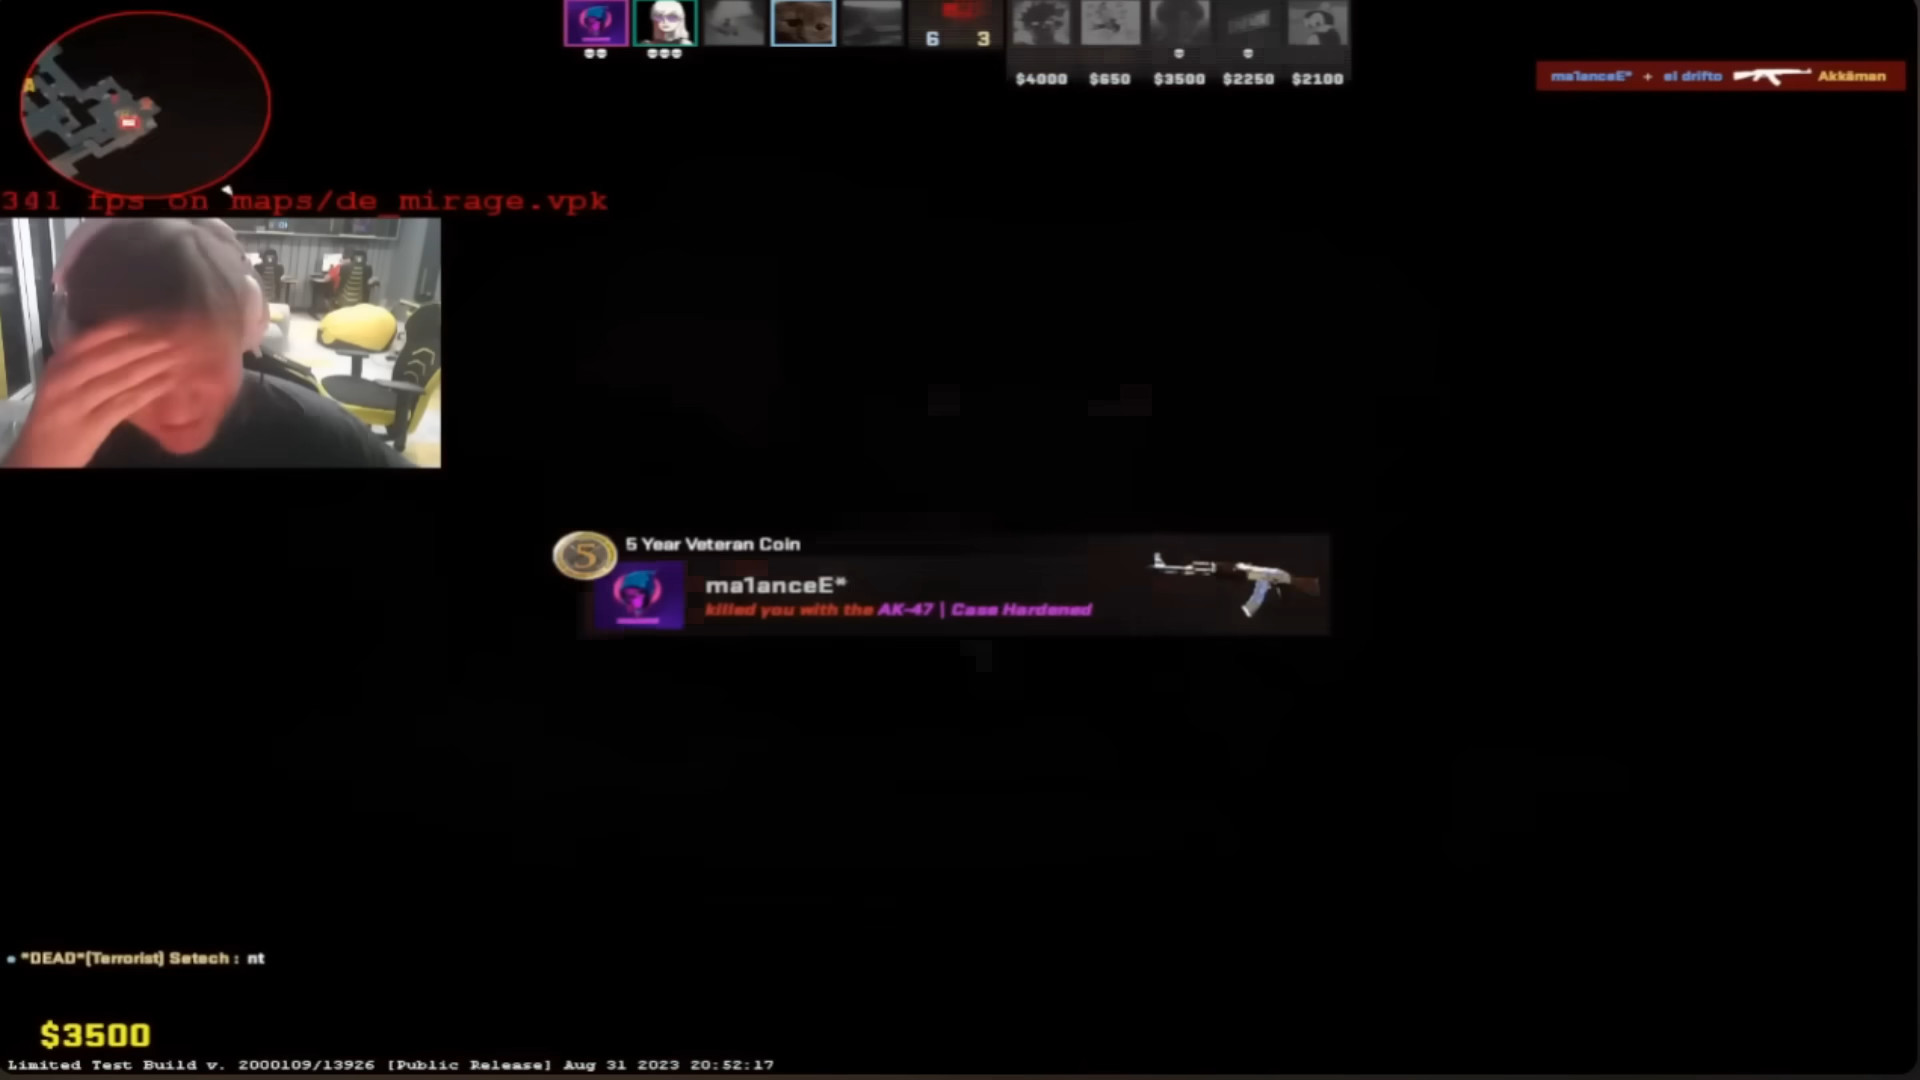 6 3
$4000 $650 $3500 $2250 $2100
ma1anceE* + el drifto Akkāman
A
341 fps on maps/de_mirage.vpk
5 Year Veteran Coin
5
ma1anceE*
killed you with the AK-47 | Case Hardened
*DEAD*[Terrorist] Setech : nt
$3500
Limited Test Build v. 2000109/13926 [Public Release] Aug 31 2023 20:52:17